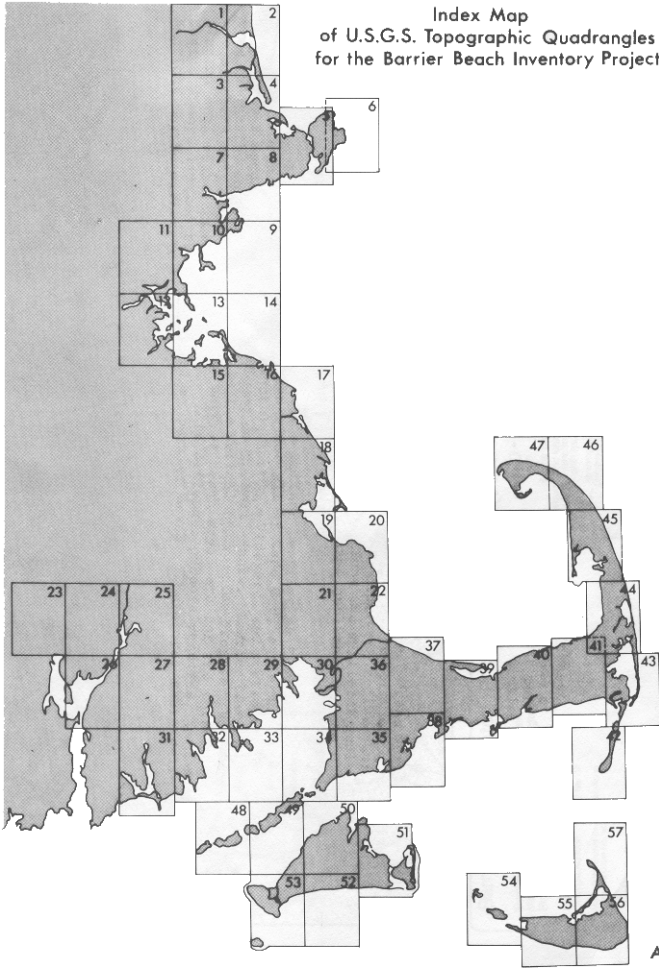 Index Map
of U.S.G.S. Topographic Quadrangles
for the Barrier Beach Inventory Project
1 2
3 4
5 6
7 8
11 10 9
12 13 14
15 16 17
18
47 46
19 20 45
23 24 25 21 22 44
26 27 28 29 30 36 37 39 40 41 43
31 32 33 34 35 38 42
48 49 50 51 57
53 52 54 55 56
A